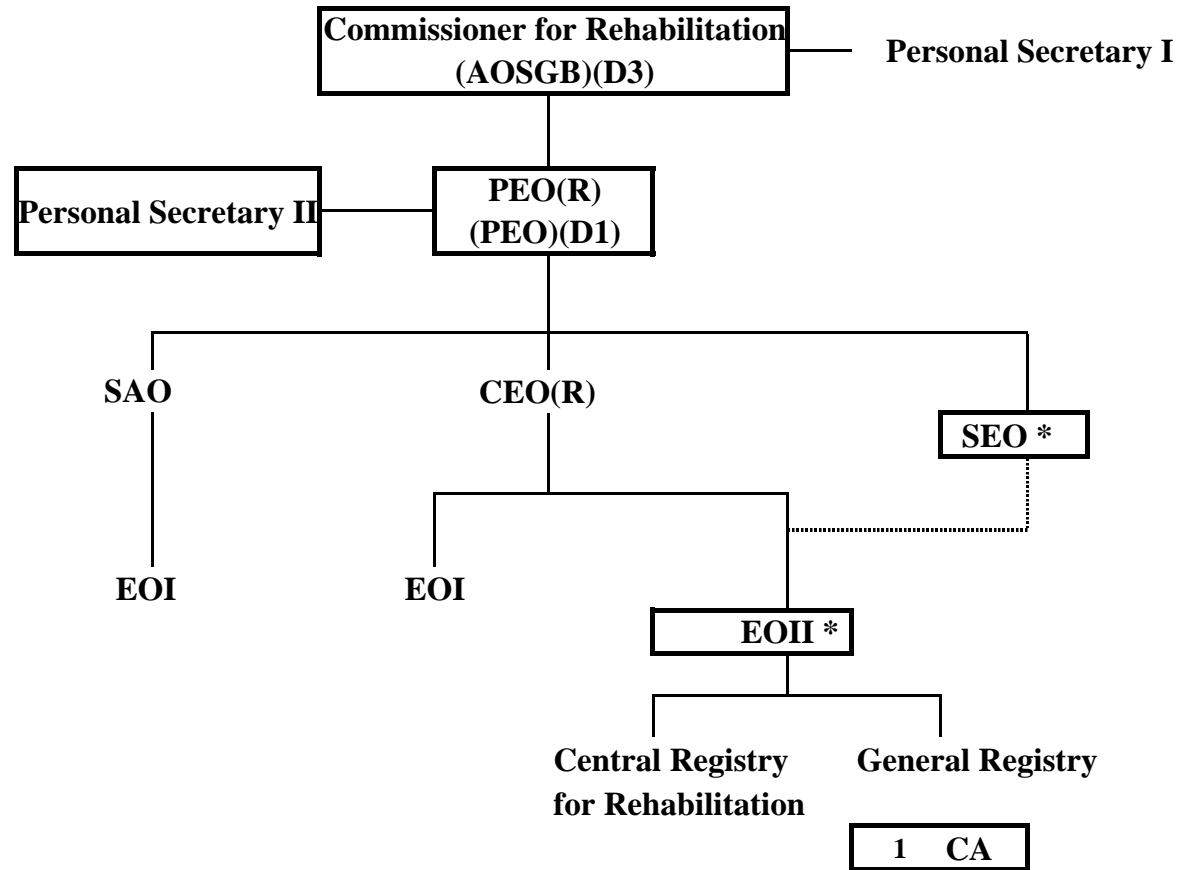 Commissioner for Rehabilitation
(AOSGB)(D3)
Personal Secretary I
Personal Secretary II
PEO(R)
(PEO)(D1)
SAO
CEO(R)
SEO *
EOI
EOI
EOII *
Central Registry
for Rehabilitation
General Registry
1 CA